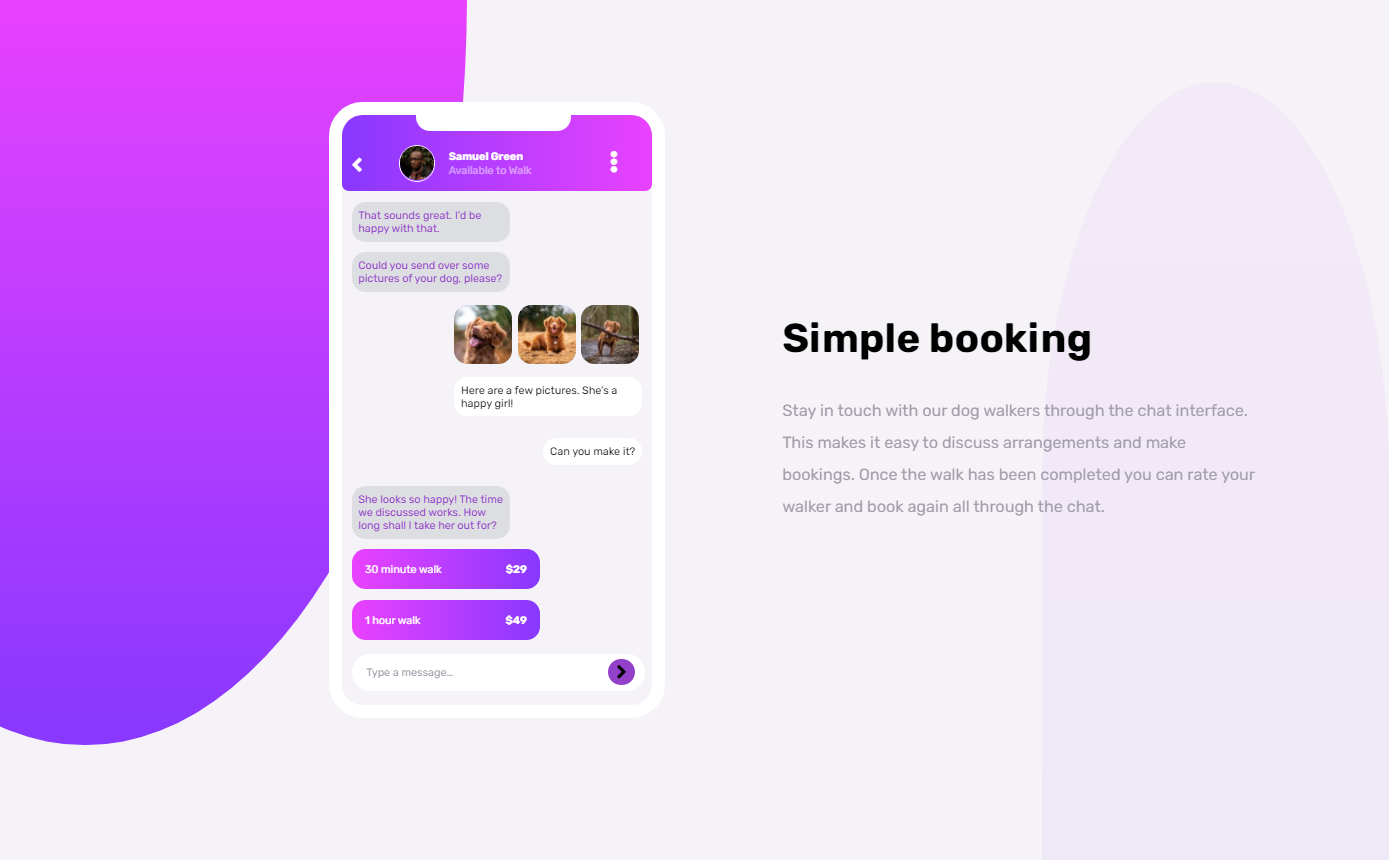 Samuel Green
Available to Walk
That sounds great. I'd be
happy with that.
Could you send over some
pictures of your dog, please?
Here are a few pictures. She's a
happy girl!
Can you make it?
She looks so happy! The time
we discussed works. How
long shall I take her out for?
30 minute walk $29
1 hour walk $49
Type a message...
Simple booking
Stay in touch with our dog walkers through the chat interface.
This makes it easy to discuss arrangements and make
bookings. Once the walk has been completed you can rate your
walker and book again all through the chat.